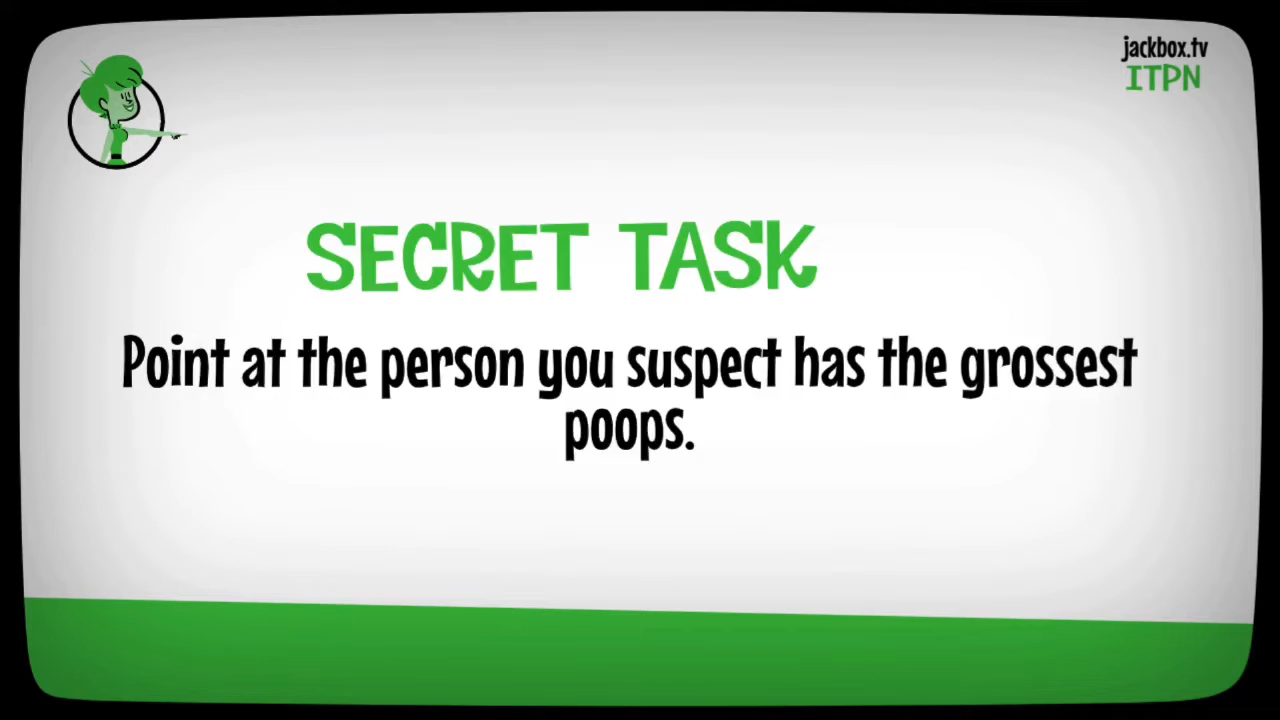 jackbox.tv
ITPN
SECRET TASK
Point at the person you suspect has the grossest
poops.